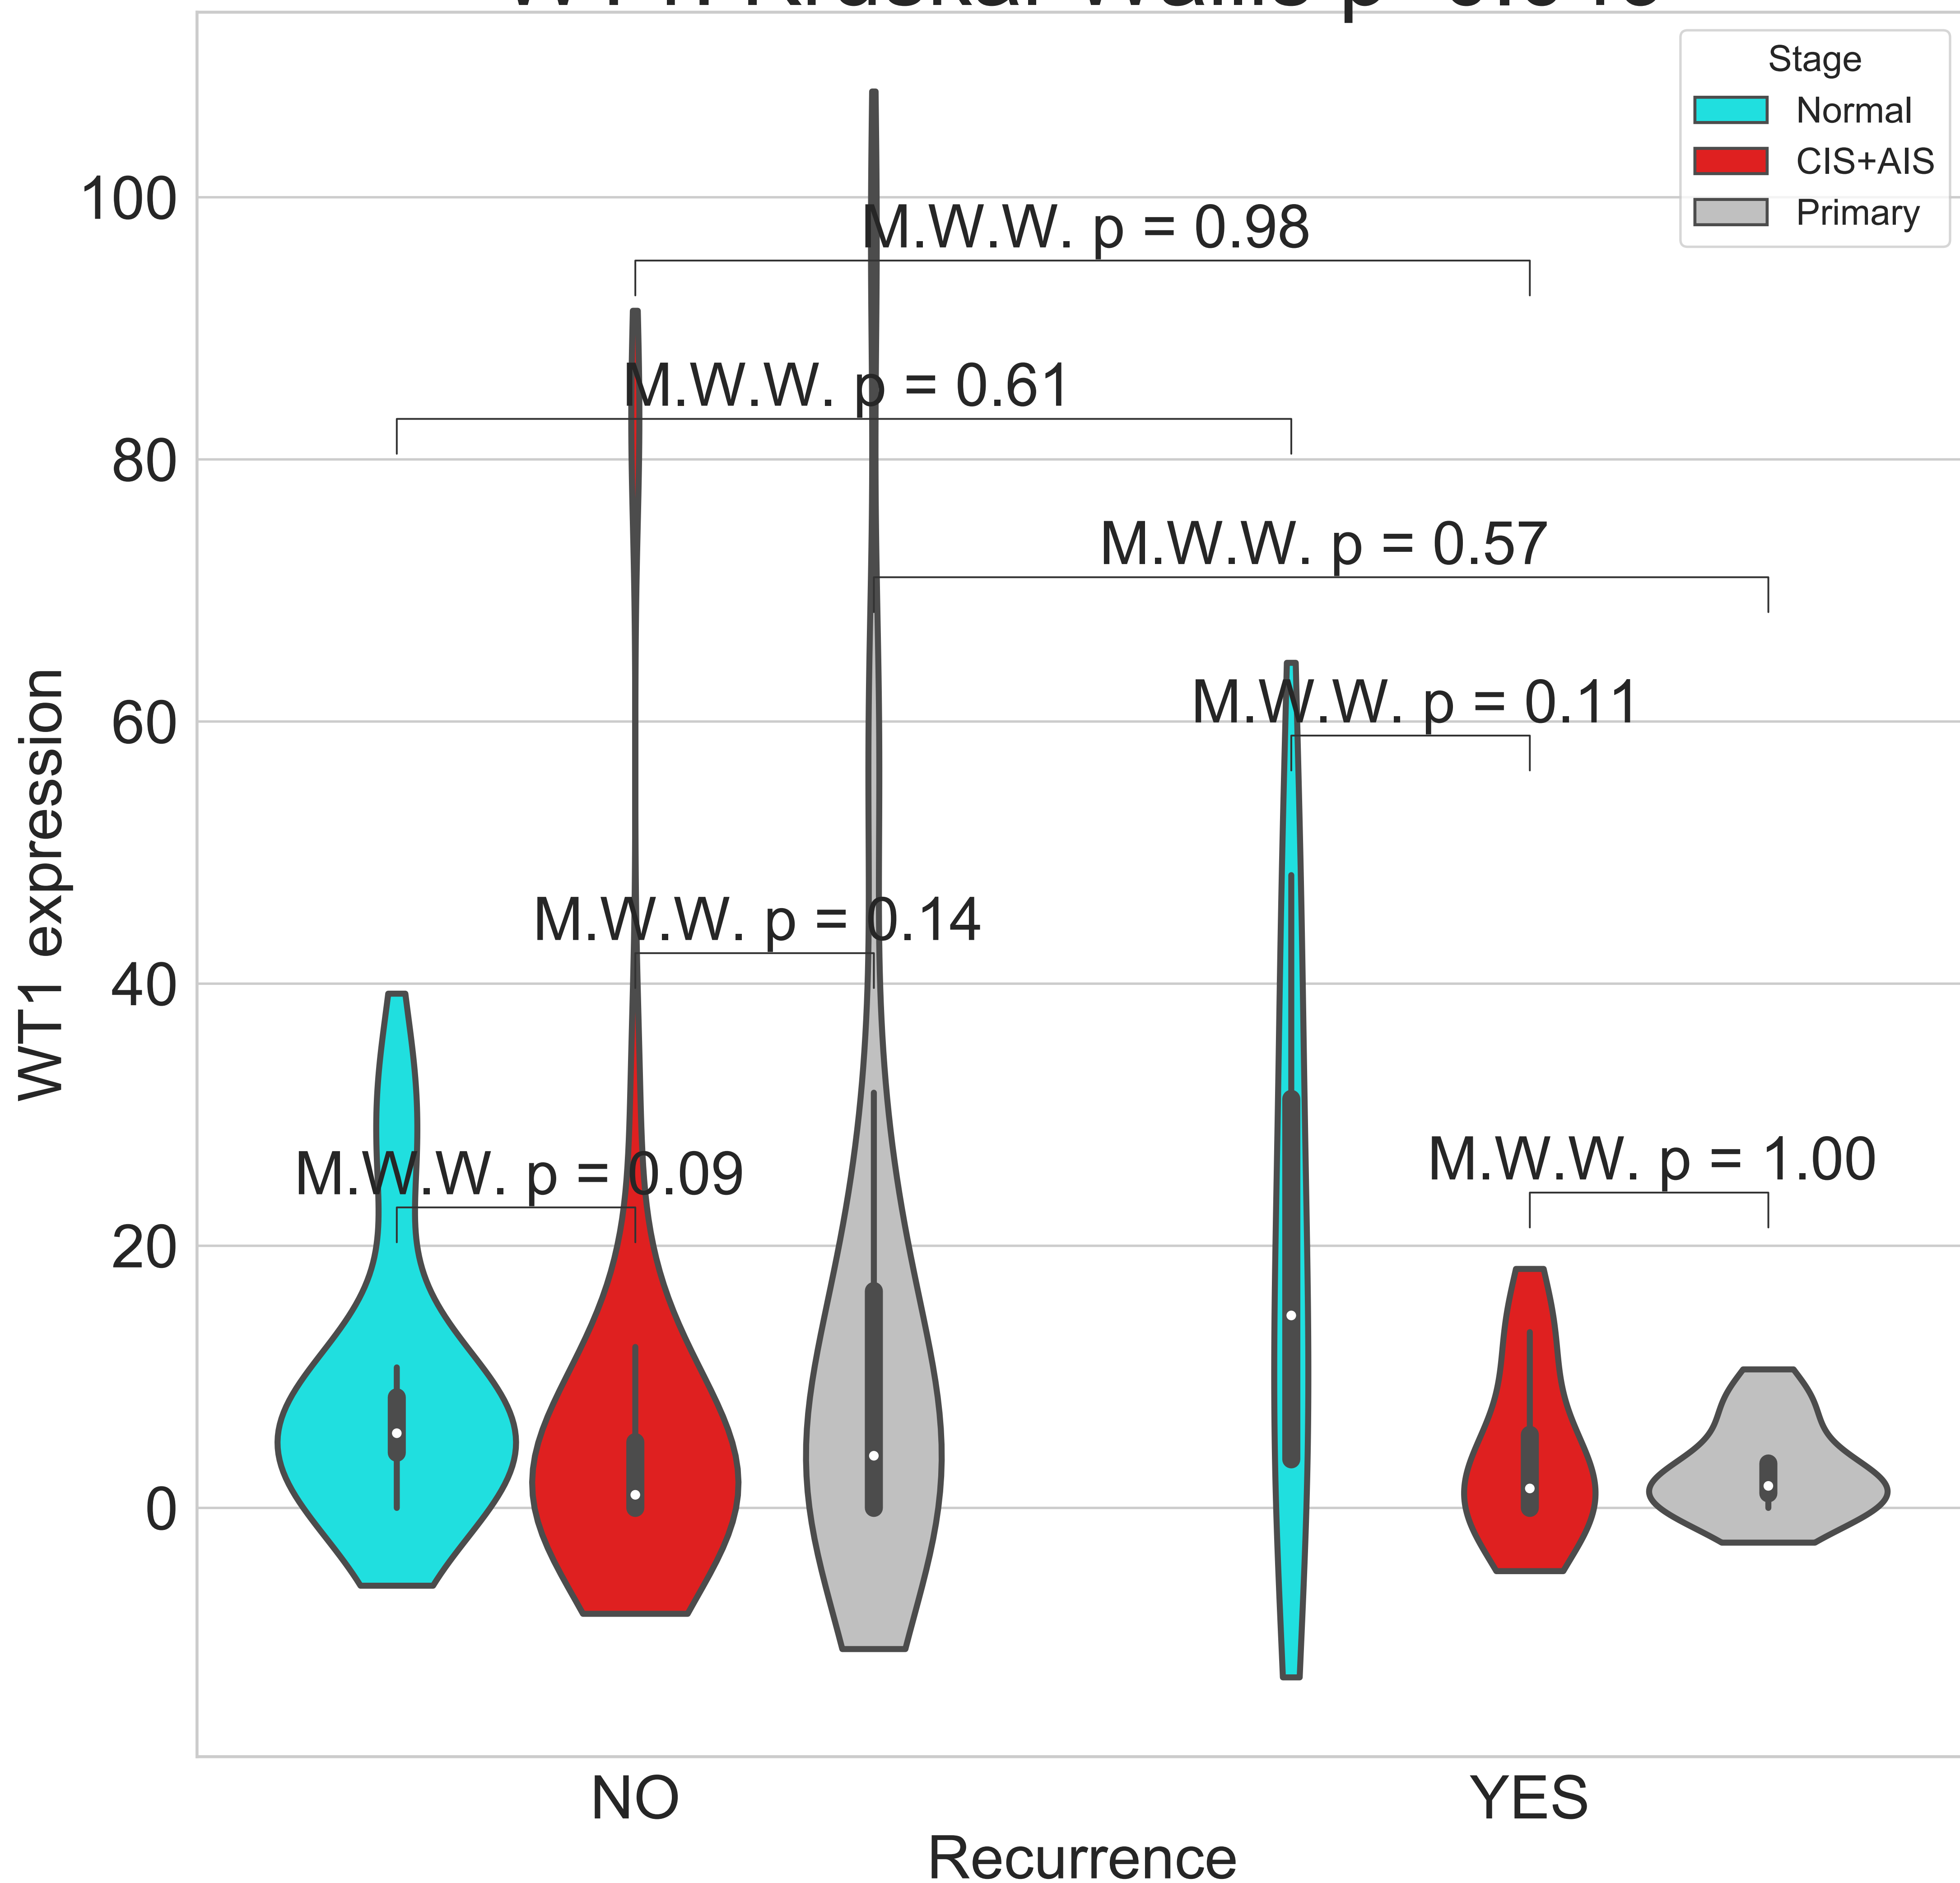 Stage
Normal
CIS+AIS
Primary
100
80
60
40
20
0
WT1 expression
M.W.W. p = 0.98
M.W.W. p = 0.61
M.W.W. p = 0.57
M.W.W. p = 0.11
M.W.W. p = 0.14
M.W.W. p = 0.09
M.W.W. p = 1.00
NO
YES
Recurrence